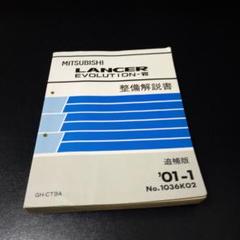 MITSUBISHI
LANCER
EVOLUTION-Ⅶ
整備解説書
追補版
'01-1
No.1036K02
GH-CT9A